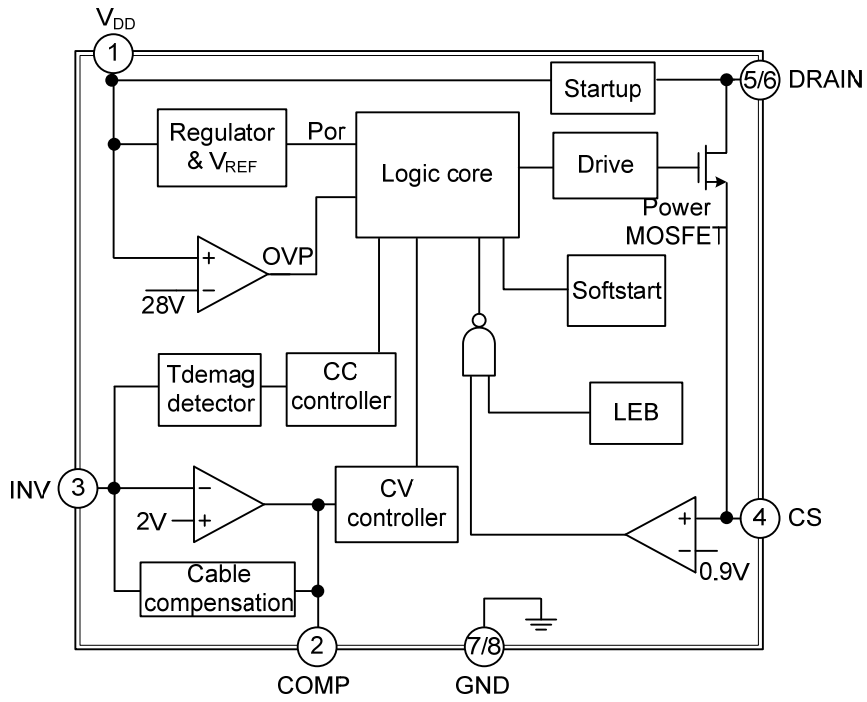 VDD
1
Startup
5/6
DRAIN
Regulator
& VREF
Por
Logic core
Drive
Power
MOSFET
+
OVP
28V
−
Softstart
Tdemag
detector
CC
controller
LEB
INV
3
−
2V
+
CV
controller
+
4
CS
−
0.9V
Cable
compensation
2
7/8
COMP
GND